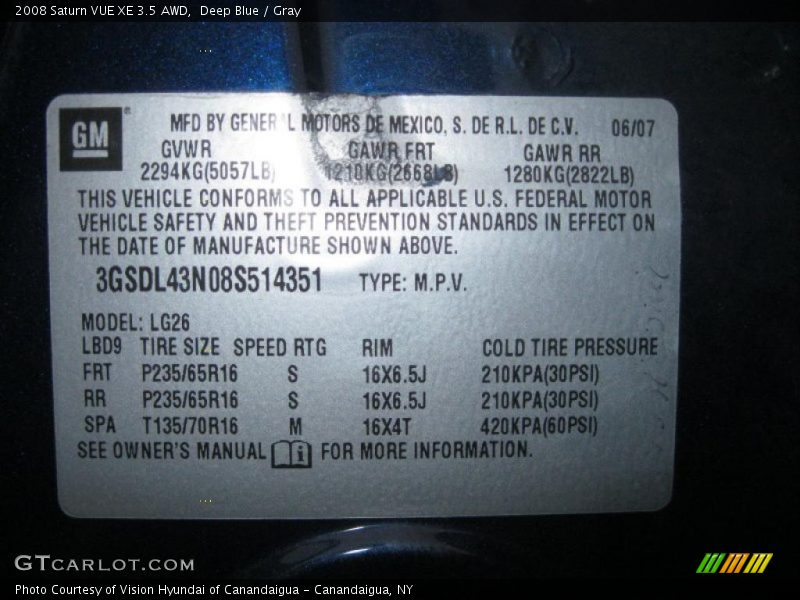 2008 Saturn VUE XE 3.5 AWD, Deep Blue / Gray
GM
MFD BY GENERAL MOTORS DE MEXICO, S. DE R.L. DE C.V. 06/07
GVWR GAWR FRT GAWR RR
2294KG(5057LB) 1210KG(2668LB) 1280KG(2822LB)
THIS VEHICLE CONFORMS TO ALL APPLICABLE U.S. FEDERAL MOTOR
VEHICLE SAFETY AND THEFT PREVENTION STANDARDS IN EFFECT ON
THE DATE OF MANUFACTURE SHOWN ABOVE.
3GSDL43N08S514351 TYPE: M.P.V.
MODEL: LG26
LBD9 TIRE SIZE SPEED RTG RIM COLD TIRE PRESSURE
FRT P235/65R16 S 16X6.5J 210KPA(30PSI)
RR P235/65R16 S 16X6.5J 210KPA(30PSI)
SPA T135/70R16 M 16X4T 420KPA(60PSI)
SEE OWNER'S MANUAL i FOR MORE INFORMATION.
GTCARLOT.COM
Photo Courtesy of Vision Hyundai of Canandaigua - Canandaigua, NY